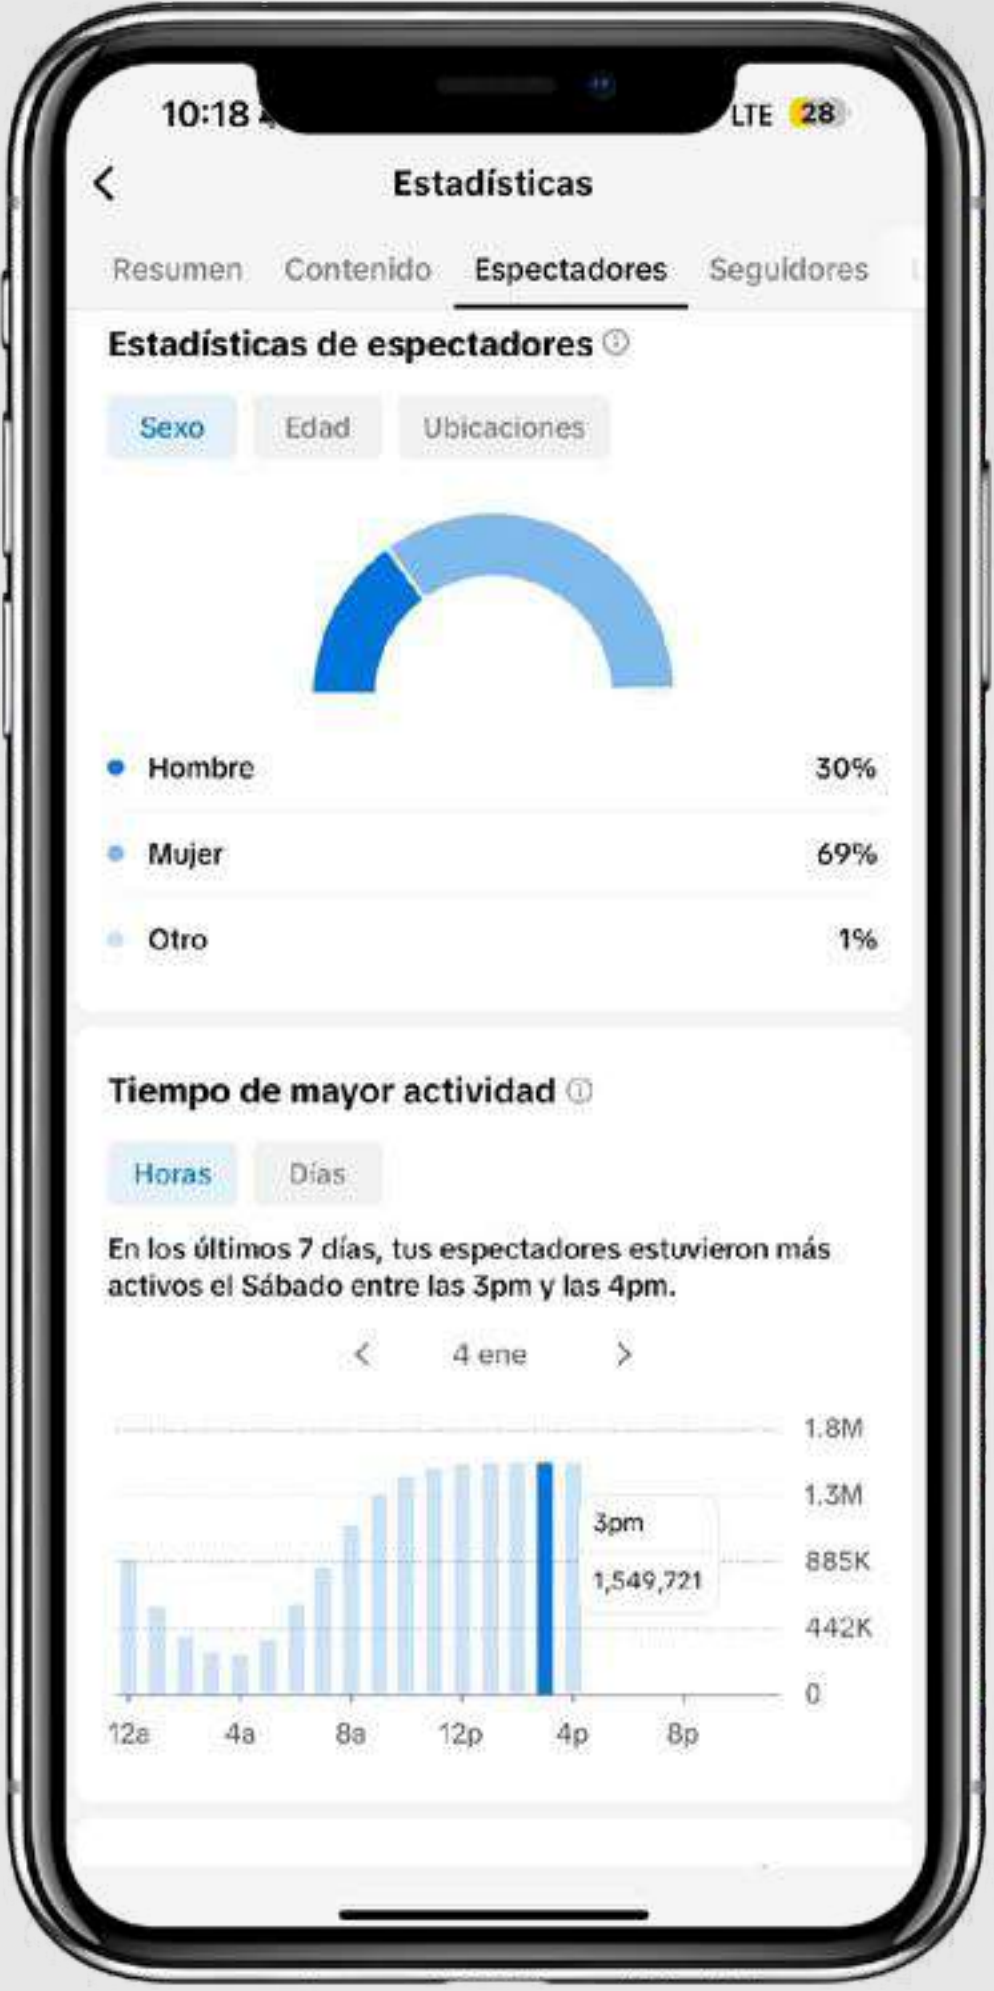 10:18
LTE 28
Estadísticas
Resumen Contenido Espectadores Seguidores
Estadísticas de espectadores
Sexo Edad Ubicaciones
Hombre 30%
Mujer 69%
Otro 1%
Tiempo de mayor actividad
Horas Días
En los últimos 7 días, tus espectadores estuvieron más
activos el Sábado entre las 3pm y las 4pm.
4 ene
1.8M
1.3M
3pm
885K
1,549,721
442K
0
12a 4a 8a 12p 4p 8p